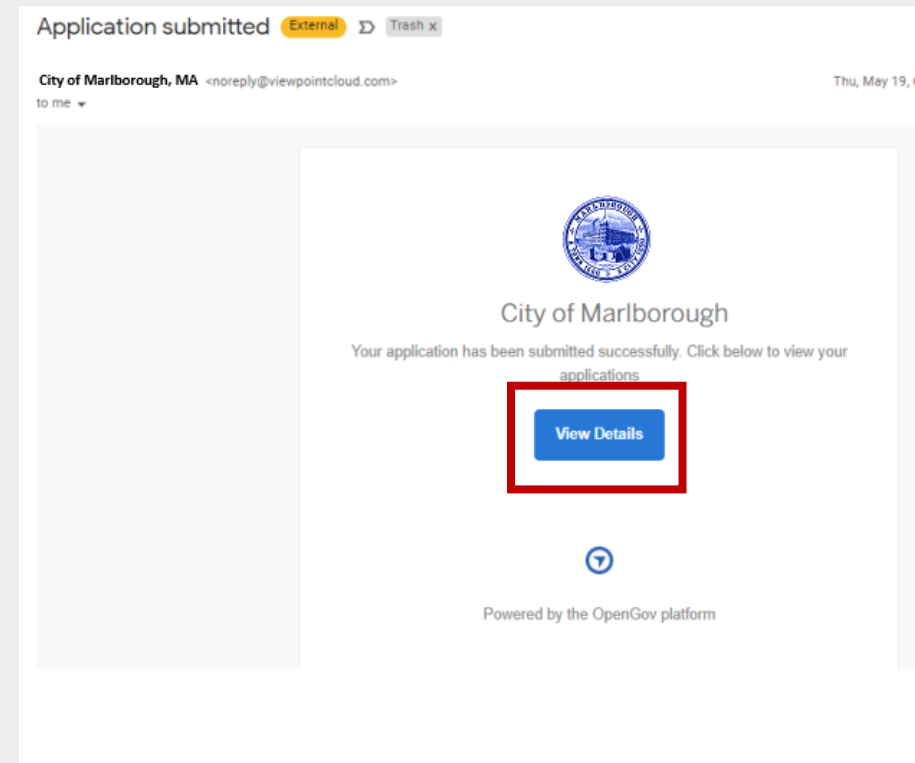 Application submitted External Trash x
City of Marlborough, MA <noreply@viewpointcloud.com> Thu, May 19,
to me
MARLBOROUGH
City of Marlborough
Your application has been submitted successfully. Click below to view your
applications
View Details
Powered by the OpenGov platform